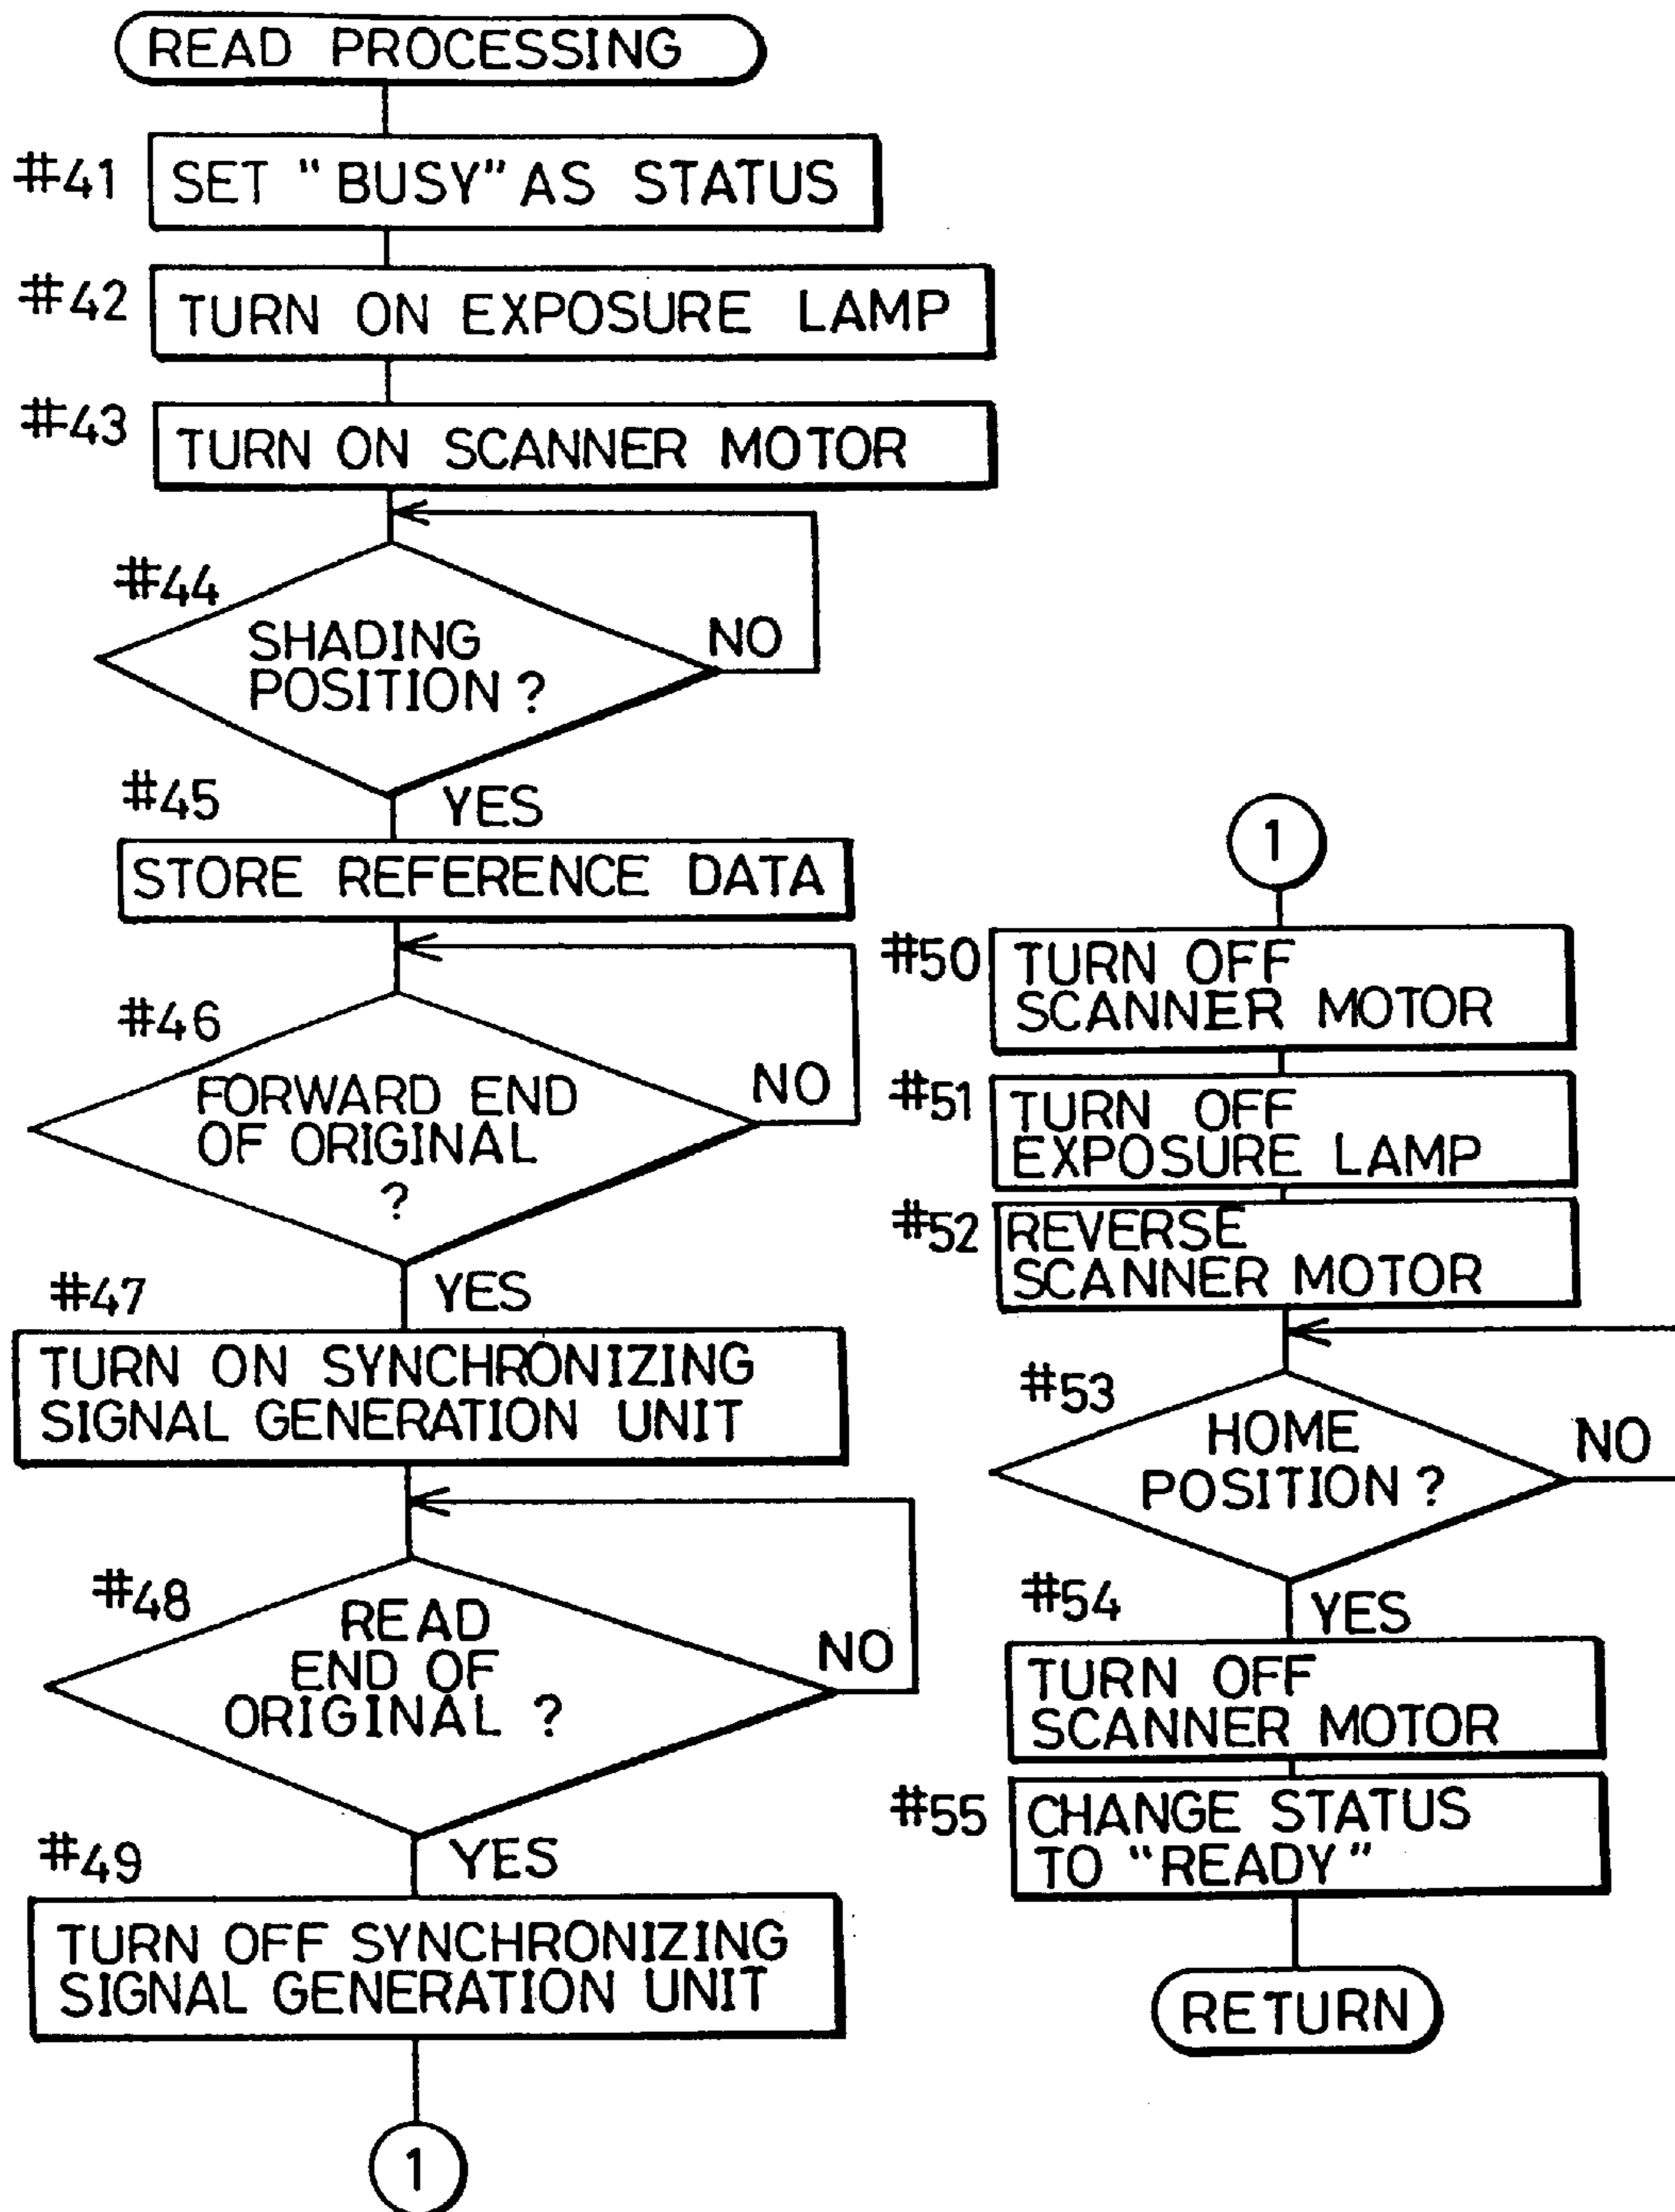 READ PROCESSING
#41
SET "BUSY" AS STATUS
#42
TURN ON EXPOSURE LAMP
#43
TURN ON SCANNER MOTOR
#44
SHADING
POSITION ?
NO
YES
#45
STORE REFERENCE DATA
#46
FORWARD END
OF ORIGINAL
?
NO
YES
#47
TURN ON SYNCHRONIZING
SIGNAL GENERATION UNIT
#48
READ
END OF
ORIGINAL ?
NO
YES
#49
TURN OFF SYNCHRONIZING
SIGNAL GENERATION UNIT
1
1
#50
TURN OFF
SCANNER MOTOR
#51
TURN OFF
EXPOSURE LAMP
#52
REVERSE
SCANNER MOTOR
#53
HOME
POSITION ?
NO
YES
#54
TURN OFF
SCANNER MOTOR
#55
CHANGE STATUS
TO "READY"
RETURN